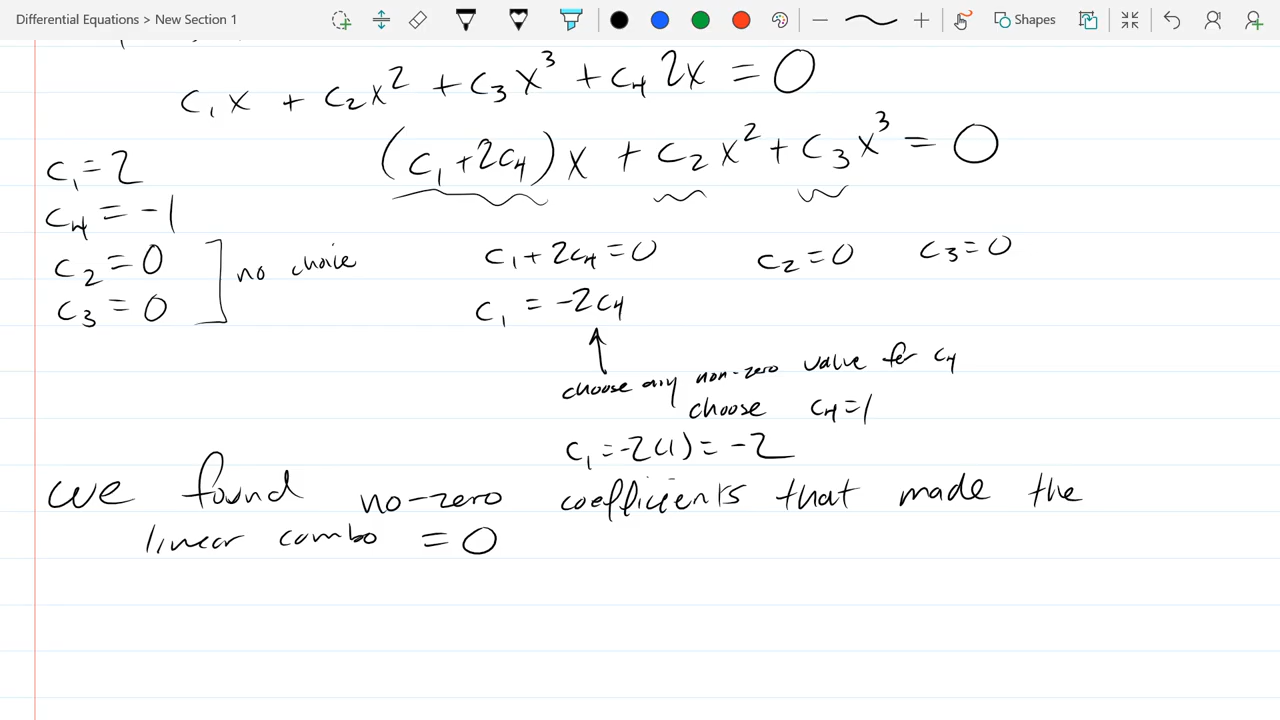 Differential Equations > New Section 1
Shapes
c₁x + c₂x² + c₃x³ + c₄2x = 0
(c₁+2c₄)x + c₂x² + c₃x³ = 0
c₁=2
c₄ = -1
c₂ = 0
c₃ = 0
no choice
c₁+2c₄=0 c₂=0 c₃=0
c₁ = -2c₄
choose any non-zero value for c₄
choose c₄=1
c₁=-2(1)=-2
we found no-zero coefficients that made the
linear combo = 0